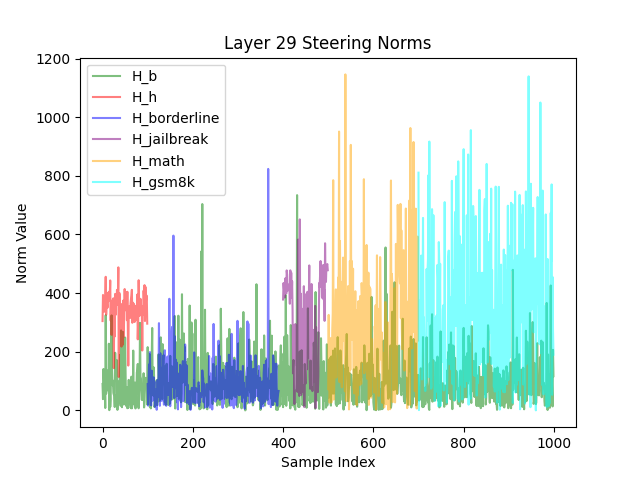 Layer 29 Steering Norms
1200
1000
800
600
400
200
0
Norm Value
H_b
H_h
H_borderline
H_jailbreak
H_math
H_gsm8k
0 200 400 600 800 1000
Sample Index